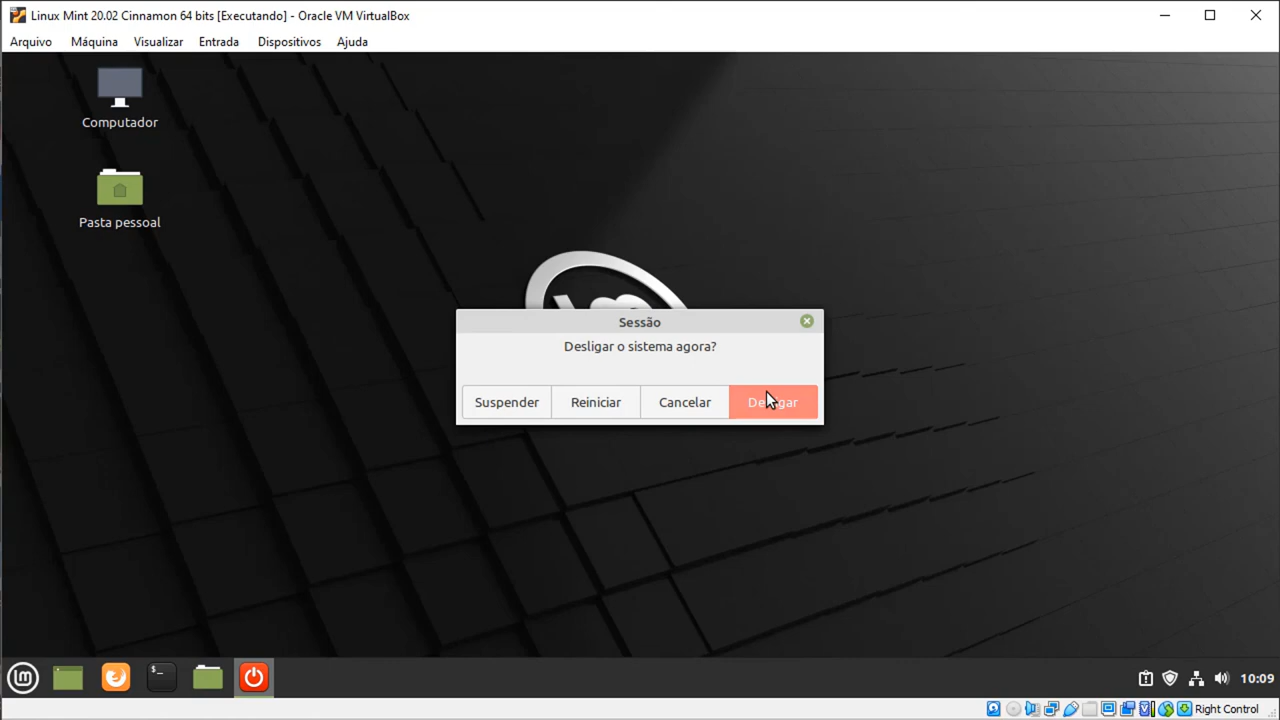 Linux Mint 20.02 Cinnamon 64 bits [Executando] - Oracle VM VirtualBox
Arquivo Máquina Visualizar Entrada Dispositivos Ajuda
Computador
Pasta pessoal
Sessão
Desligar o sistema agora?
Suspender Reiniciar Cancelar Desligar
10:09
Right Control